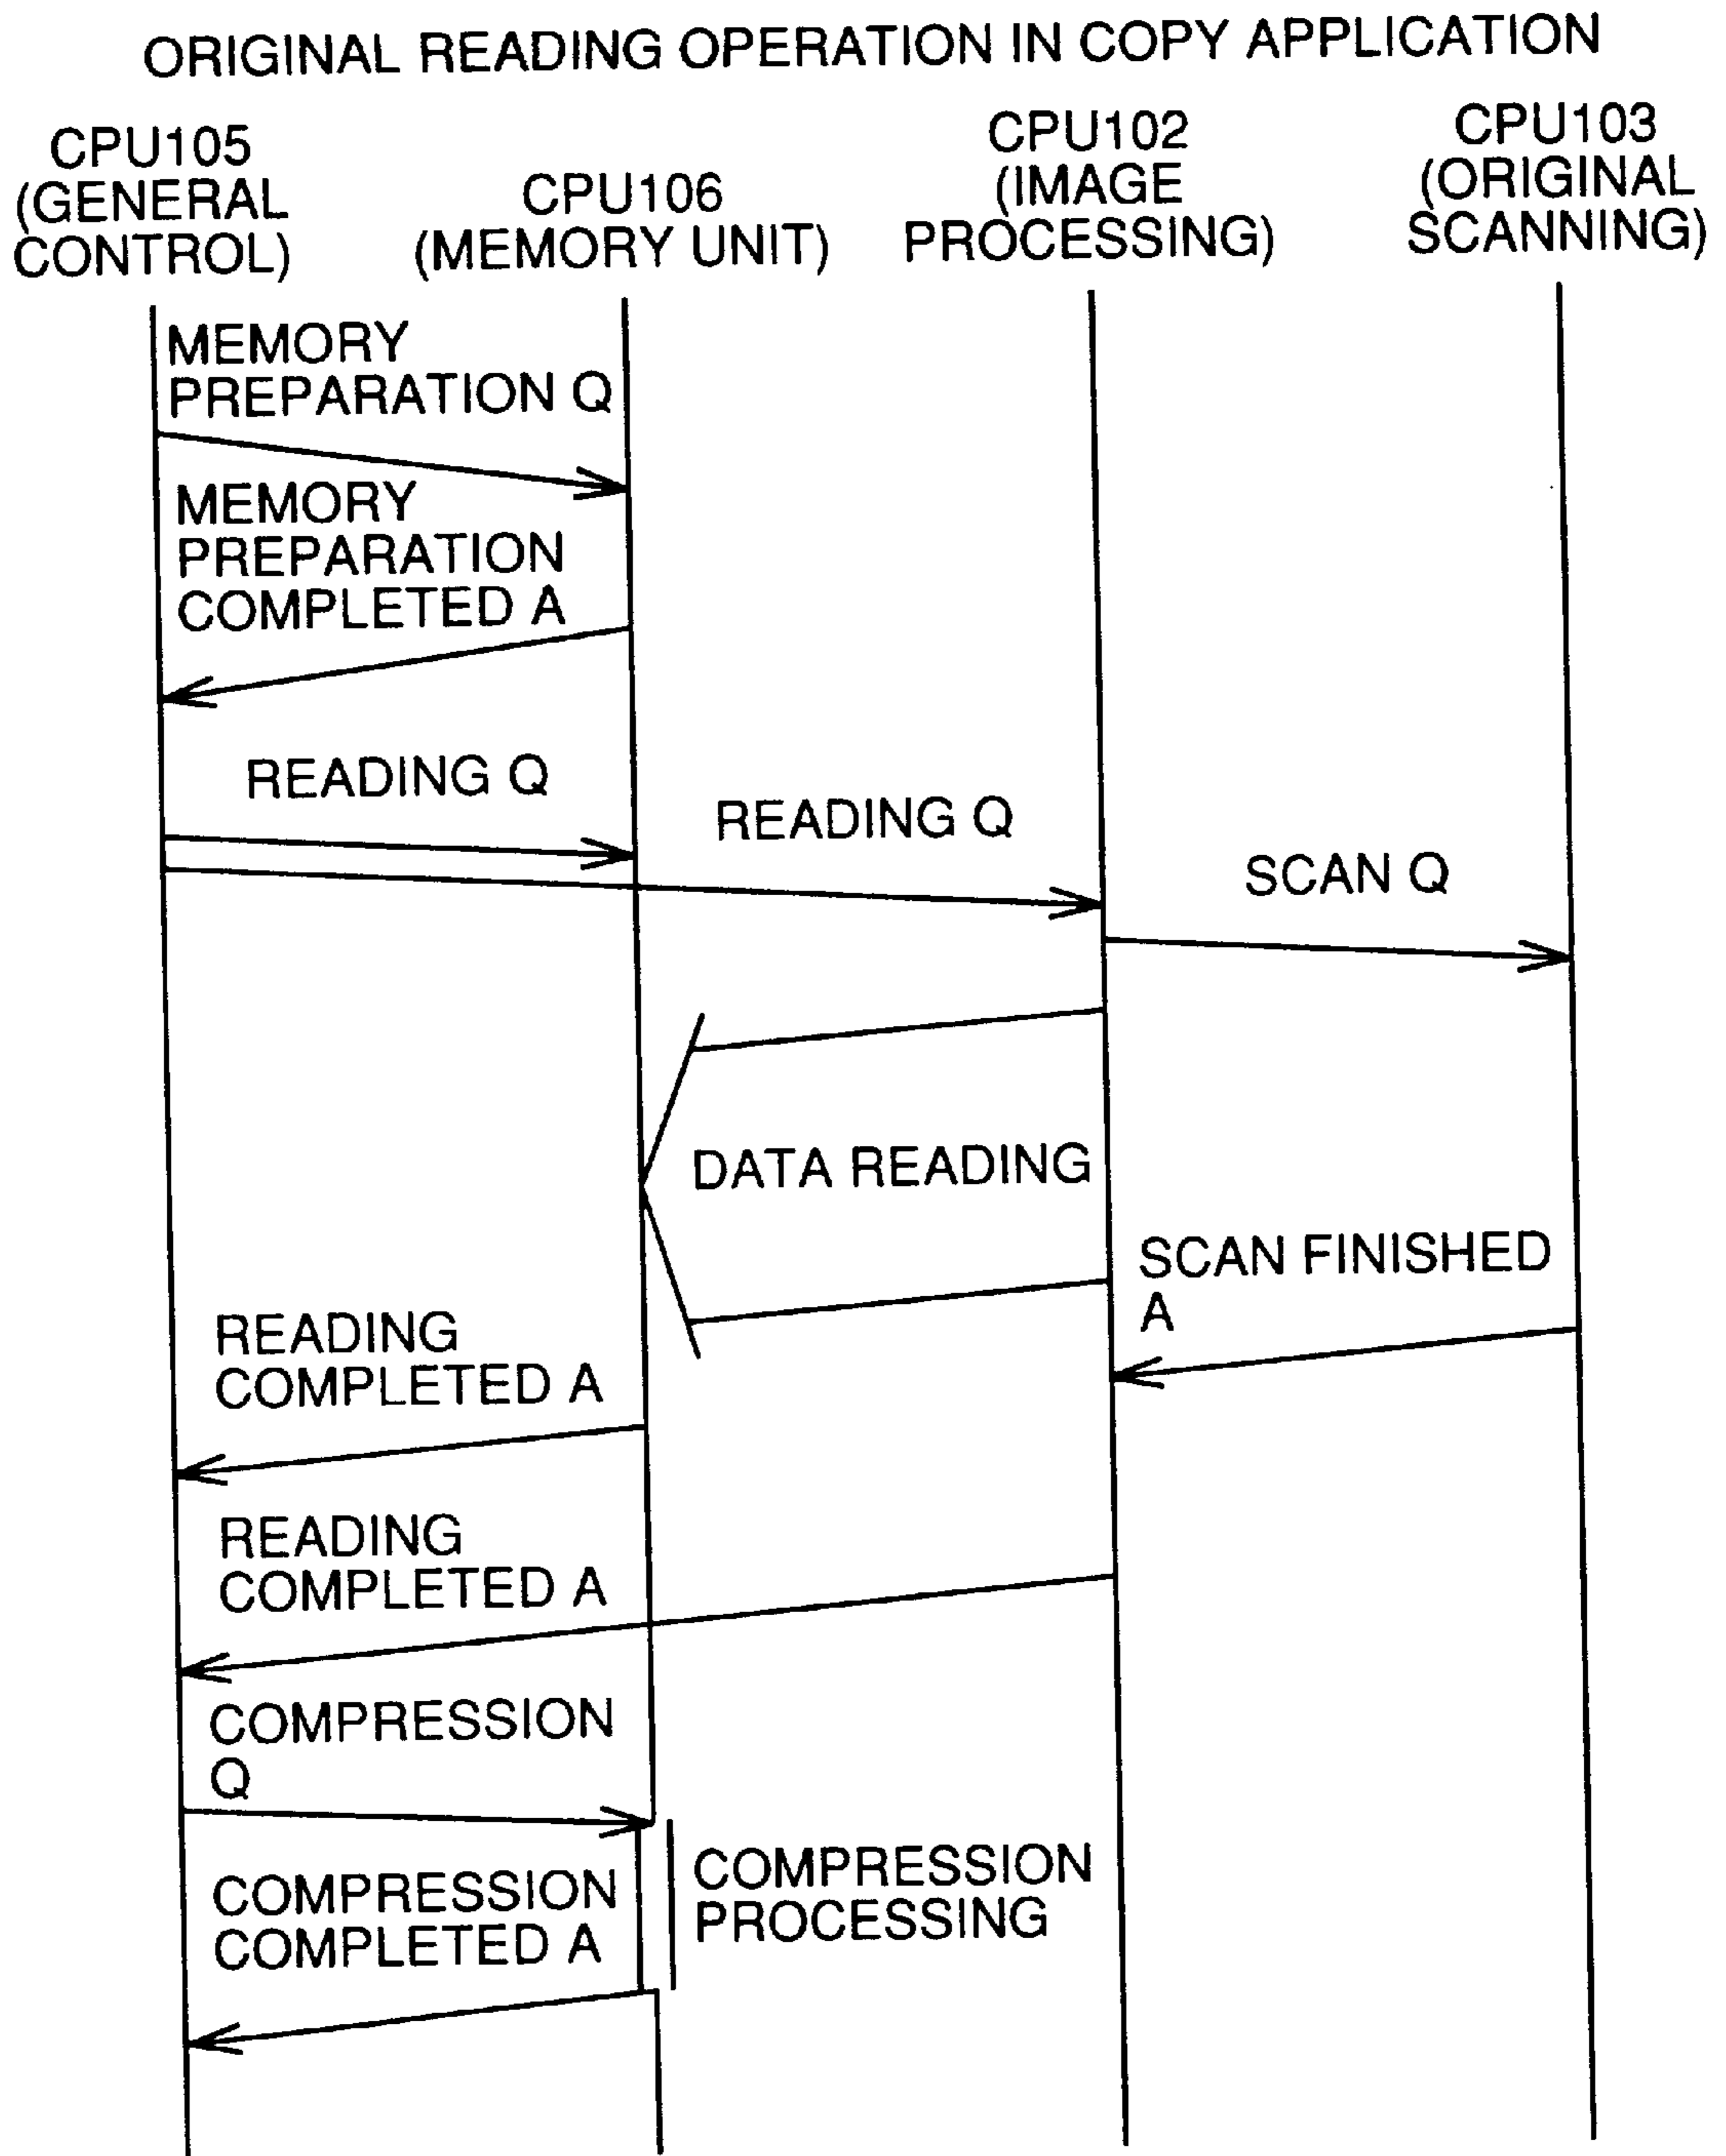 ORIGINAL READING OPERATION IN COPY APPLICATION
CPU105
(GENERAL
CONTROL)
CPU106
(MEMORY UNIT)
CPU102
(IMAGE
PROCESSING)
CPU103
(ORIGINAL
SCANNING)
MEMORY
PREPARATION Q
MEMORY
PREPARATION
COMPLETED A
READING Q
READING Q
SCAN Q
DATA READING
SCAN FINISHED
A
READING
COMPLETED A
READING
COMPLETED A
COMPRESSION
Q
COMPRESSION
PROCESSING
COMPRESSION
COMPLETED A